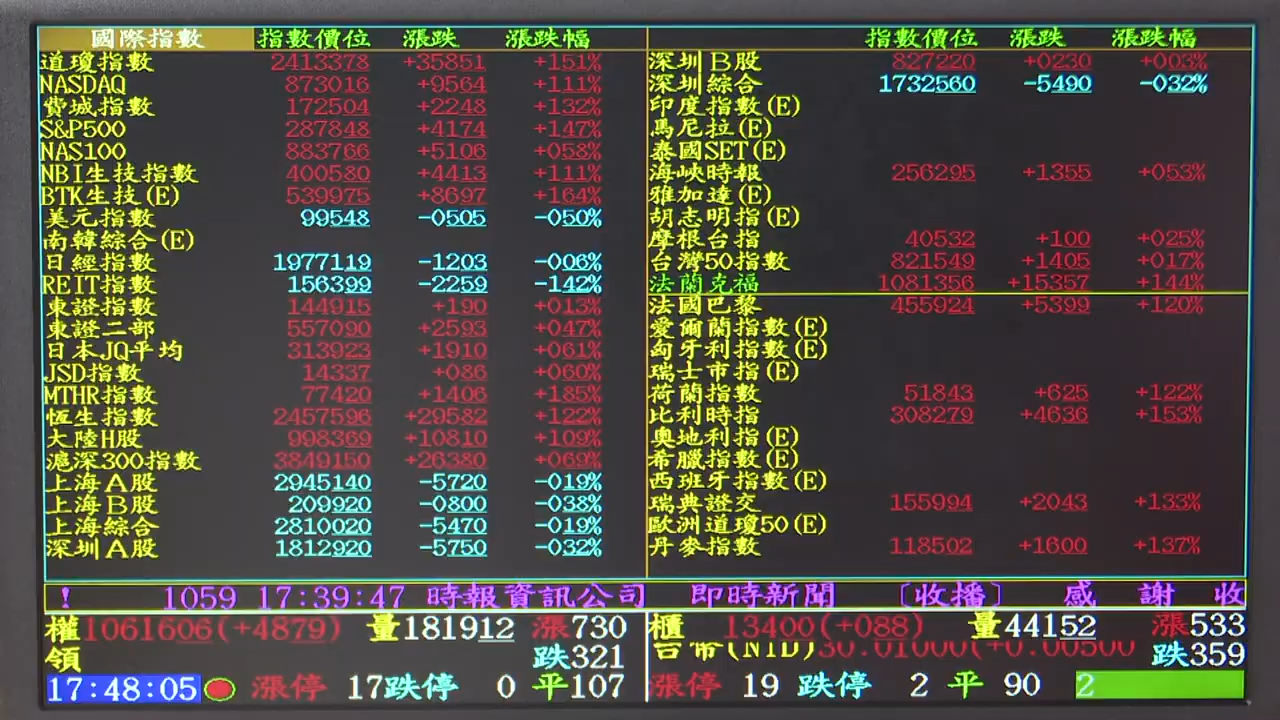 國際指數 指數價位 漲跌 漲跌幅
道瓊指數 2413378 +35851 +151%
NASDAQ 873016 +9564 +111%
費城指數 172504 +2248 +132%
S&P500 287848 +4174 +147%
NAS100 883766 +5106 +058%
NBI生技指數 400580 +4413 +111%
BTK生技(E) 539975 +8697 +164%
美元指數 99548 -0505 -050%
南韓綜合(E)
日經指數 1977119 -1203 -006%
REIT指數 156399 -2259 -142%
東證指數 144915 +190 +013%
東證二部 557090 +2593 +047%
日本JQ平均 313923 +1910 +061%
JSD指數 14337 +086 +060%
MTHR指數 77420 +1406 +185%
恆生指數 2457596 +29582 +122%
大陸H股 998369 +10810 +109%
滬深300指數 3849150 +26380 +069%
上海A股 2945140 -5720 -019%
上海B股 209920 -0800 -038%
上海綜合 2810020 -5470 -019%
深圳A股 1812920 -5750 -032%
指數價位 漲跌 漲跌幅
深圳B股 827220 +0230 +003%
深圳綜合 1732560 -5490 -032%
印度指數(E)
馬尼拉(E)
泰國SET(E)
海峽時報 256295 +1355 +053%
雅加達(E)
胡志明指(E)
摩根台指 40532 +100 +025%
台灣50指數 821549 +1405 +017%
法蘭克福 1081356 +15357 +144%
法國巴黎 455924 +5399 +120%
愛爾蘭指數(E)
匈牙利指數(E)
瑞士市指(E)
荷蘭指數 51843 +625 +122%
比利時指 308279 +4636 +153%
奧地利指(E)
希臘指數(E)
西班牙指數(E)
瑞典證交 155994 +2043 +133%
歐洲道瓊50(E)
丹麥指數 118502 +1600 +137%
! 1059 17:39:47 時報資訊公司 即時新聞 〔收播〕 感 謝 收
權1061606(+4879) 量181912 漲730
領 跌321
17:48:05 漲停 17跌停 0 平107
櫃 13400(+088) 量44152 漲533
台幣(NTD)30.01000(+0.00500 跌359
漲停 19 跌停 2 平 90 2